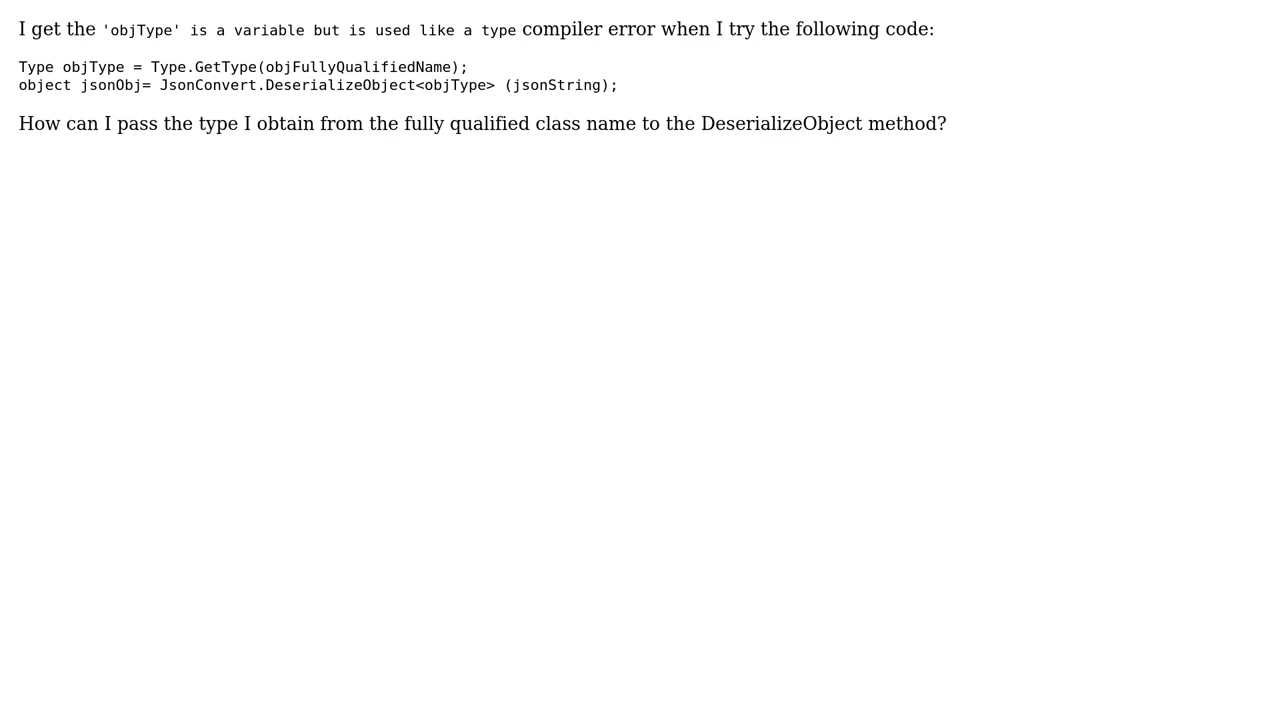 I get the 'objType' is a variable but is used like a type compiler error when I try the following code:
Type objType = Type.GetType(objFullyQualifiedName);
object jsonObj= JsonConvert.DeserializeObject<objType> (jsonString);
How can I pass the type I obtain from the fully qualified class name to the DeserializeObject method?